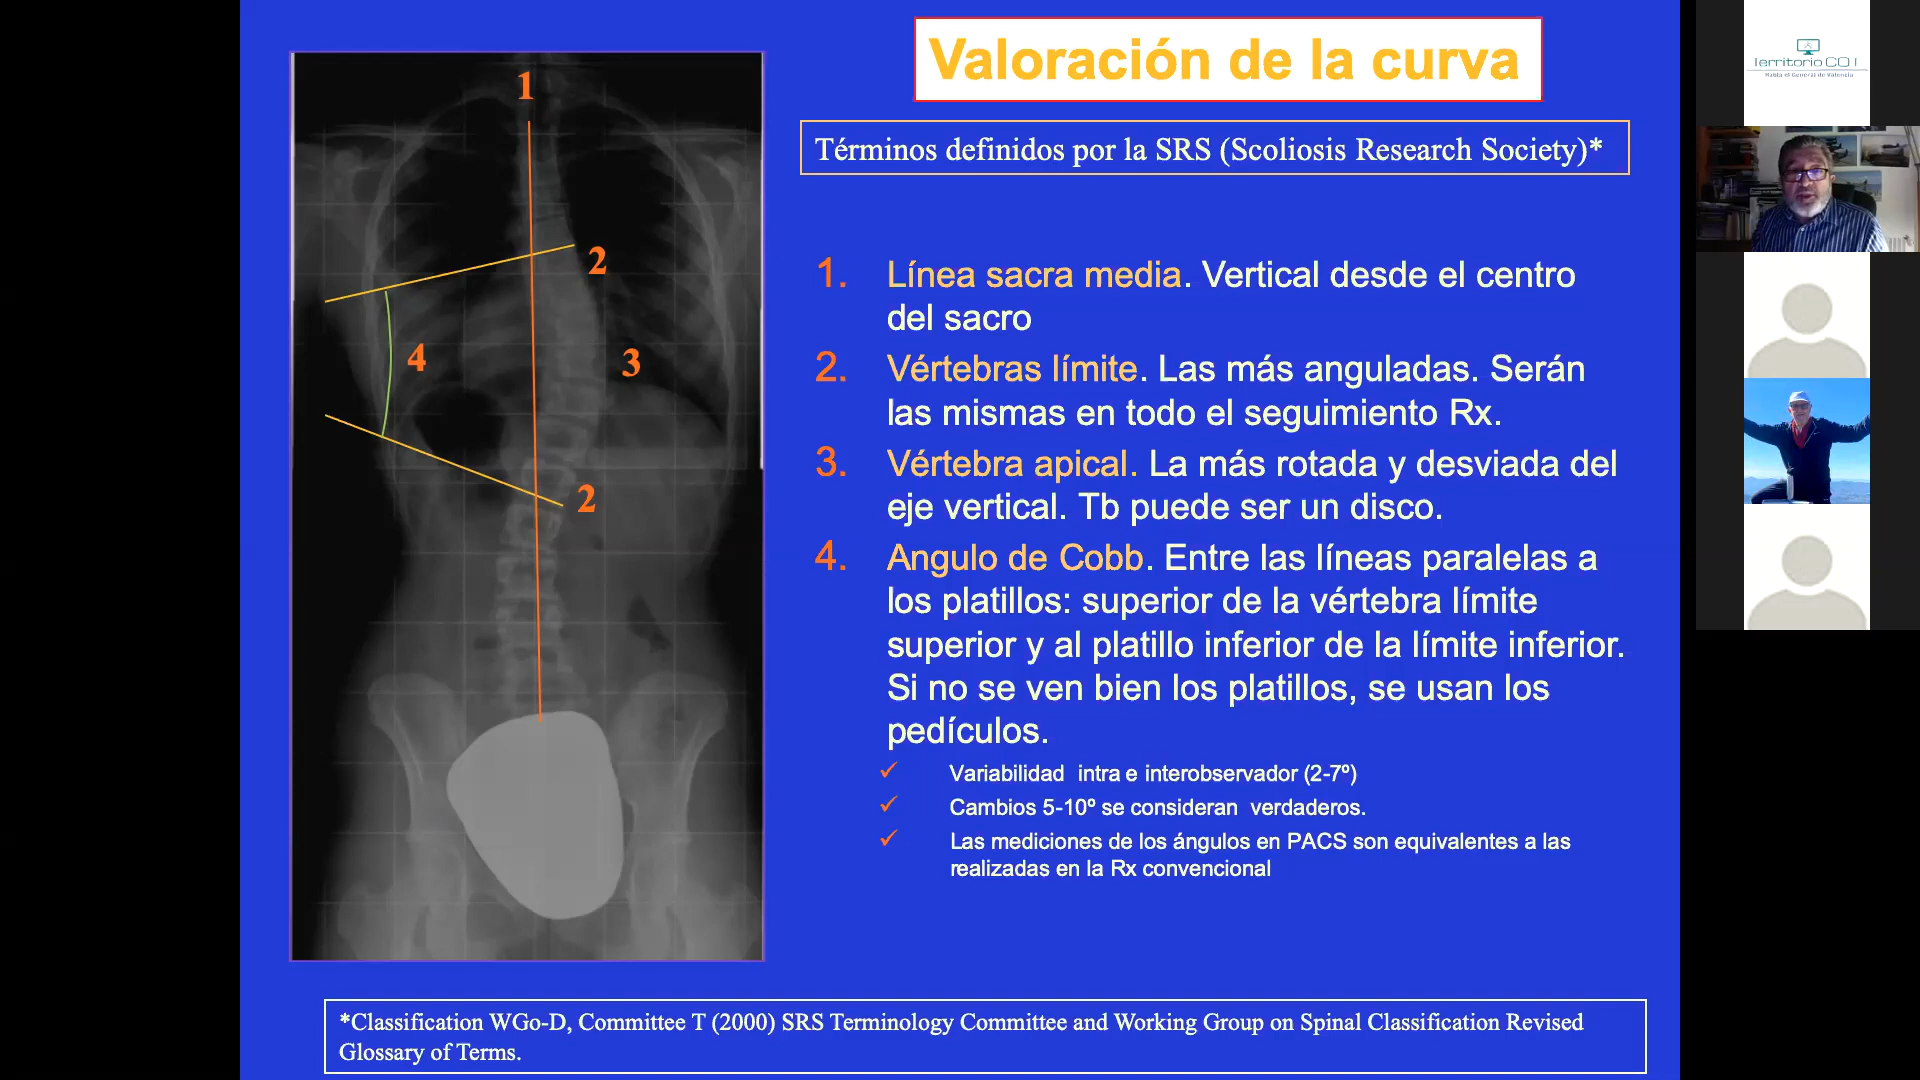 Valoración de la curva
Términos definidos por la SRS (Scoliosis Research Society)*
1
2
4
3
2
1. Línea sacra media. Vertical desde el centro
del sacro
2. Vértebras límite. Las más anguladas. Serán
las mismas en todo el seguimiento Rx.
3. Vértebra apical. La más rotada y desviada del
eje vertical. Tb puede ser un disco.
4. Angulo de Cobb. Entre las líneas paralelas a
los platillos: superior de la vértebra límite
superior y al platillo inferior de la límite inferior.
Si no se ven bien los platillos, se usan los
pedículos.
✓ Variabilidad intra e interobservador (2-7º)
✓ Cambios 5-10º se consideran verdaderos.
✓ Las mediciones de los ángulos en PACS son equivalentes a las
realizadas en la Rx convencional
*Classification WGo-D, Committee T (2000) SRS Terminology Committee and Working Group on Spinal Classification Revised
Glossary of Terms.
Territorio
General de Valencia